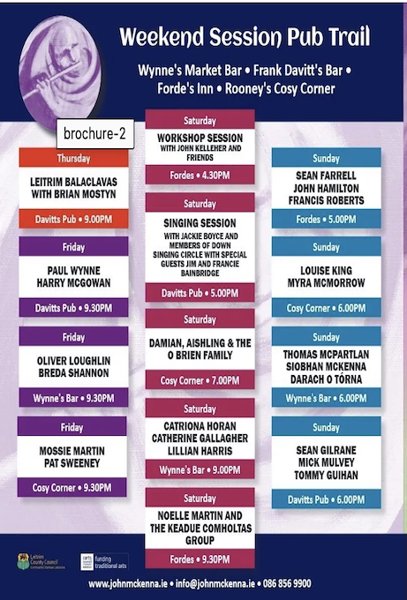 Weekend Session Pub Trail
Wynne's Market Bar • Frank Davitt's Bar •
Forde's Inn • Rooney's Cosy Corner
brochure-2
Thursday
LEITRIM BALACLAVAS
WITH BRIAN MOSTYN
Davitts Pub • 9.00PM
Friday
PAUL WYNNE
HARRY MCGOWAN
Davitts Pub • 9.30PM
Friday
OLIVER LOUGHLIN
BREDA SHANNON
Wynne's Bar • 9.30PM
Friday
MOSSIE MARTIN
PAT SWEENEY
Cosy Corner • 9.30PM
Saturday
WORKSHOP SESSION
WITH JOHN KELLEHER AND
FRIENDS
Fordes • 4.30PM
Saturday
SINGING SESSION
WITH JACKIE BOYCE AND
MEMBERS OF DOWN
SINGING CIRCLE WITH SPECIAL
GUESTS JIM AND FRANCIE
BAINBRIDGE
Davitts Pub • 5.00PM
Saturday
DAMIAN, AISHLING & THE
O BRIEN FAMILY
Cosy Corner • 7.00PM
Saturday
CATRIONA HORAN
CATHERINE GALLAGHER
LILLIAN HARRIS
Wynne's Bar • 9.00PM
Saturday
NOELLE MARTIN AND
THE KEADUE COMHOLTAS
GROUP
Fordes • 9.30PM
Sunday
SEAN FARRELL
JOHN HAMILTON
FRANCIS ROBERTS
Fordes • 5.00PM
Sunday
LOUISE KING
MYRA MCMORROW
Cosy Corner • 6.00PM
Sunday
THOMAS MCPARTLAN
SIOBHAN MCKENNA
DARACH O TÓRNA
Wynne's Bar • 6.00PM
Sunday
SEAN GILRANE
MICK MULVEY
TOMMY GUIHAN
Davitts Pub • 6.00PM
Leitrim
County Council
funding
traditional arts
www.johnmckenna.ie • info@johnmckenna.ie • 086 856 9900